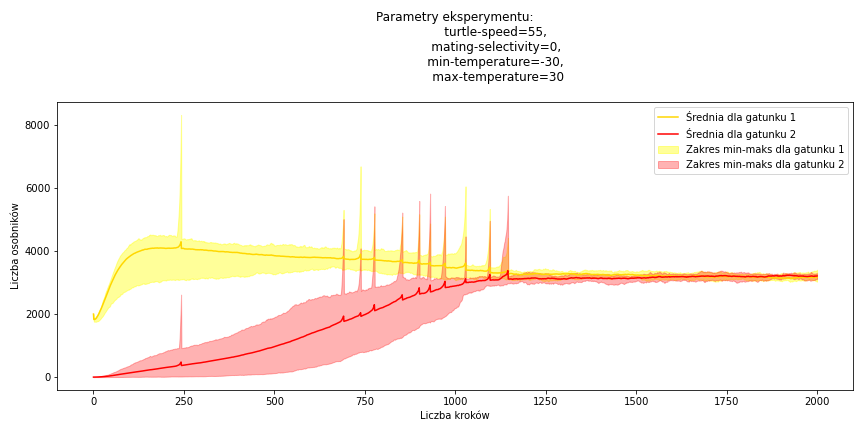 Parametry eksperymentu:
turtle-speed=55,
mating-selectivity=0,
min-temperature=-30,
max-temperature=30
Średnia dla gatunku 1
Średnia dla gatunku 2
Zakres min-maks dla gatunku 1
Zakres min-maks dla gatunku 2
Liczba osobników
8000
6000
4000
2000
0
0
250
500
750
1000
1250
1500
1750
2000
Liczba kroków